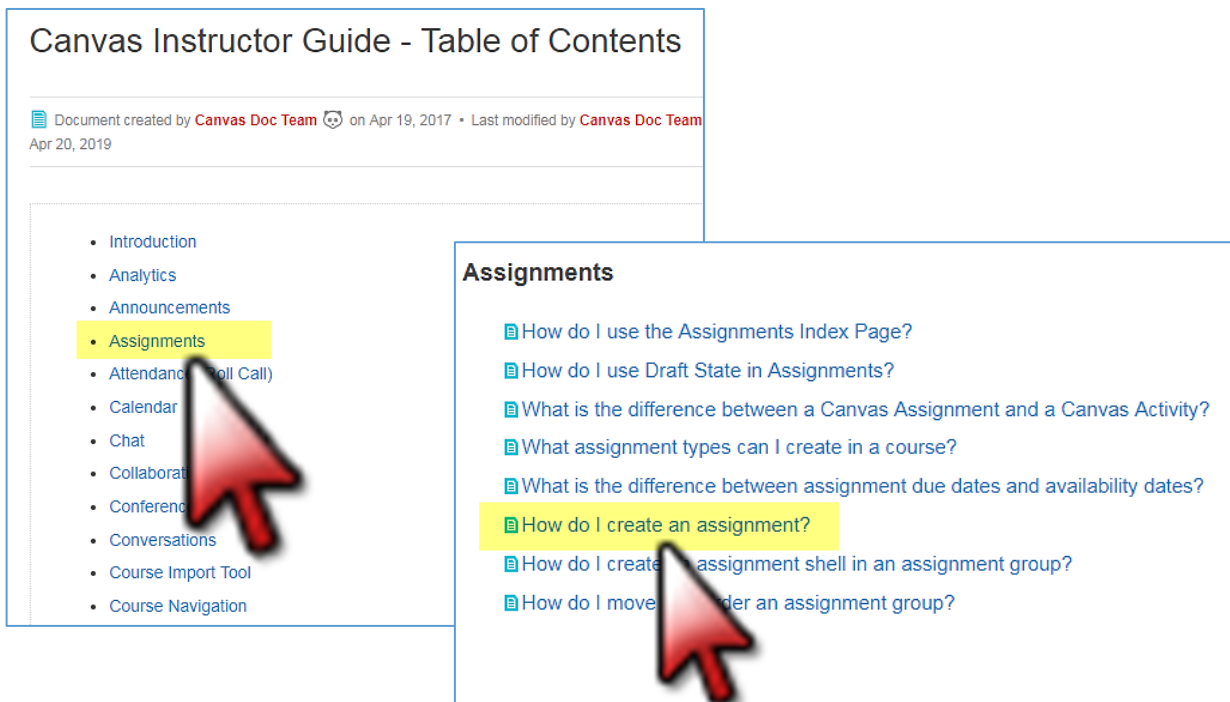 Canvas Instructor Guide - Table of Contents
Document created by Canvas Doc Team on Apr 19, 2017 • Last modified by Canvas Doc Team
Apr 20, 2019
• Introduction
• Analytics
• Announcements
• Assignments
• Attendanc oll Call)
• Calendar
• Chat
• Collaborat
• Conferenc
• Conversations
• Course Import Tool
• Course Navigation
Assignments
How do I use the Assignments Index Page?
How do I use Draft State in Assignments?
What is the difference between a Canvas Assignment and a Canvas Activity?
What assignment types can I create in a course?
What is the difference between assignment due dates and availability dates?
How do I create an assignment?
How do I create assignment shell in an assignment group?
How do I move der an assignment group?